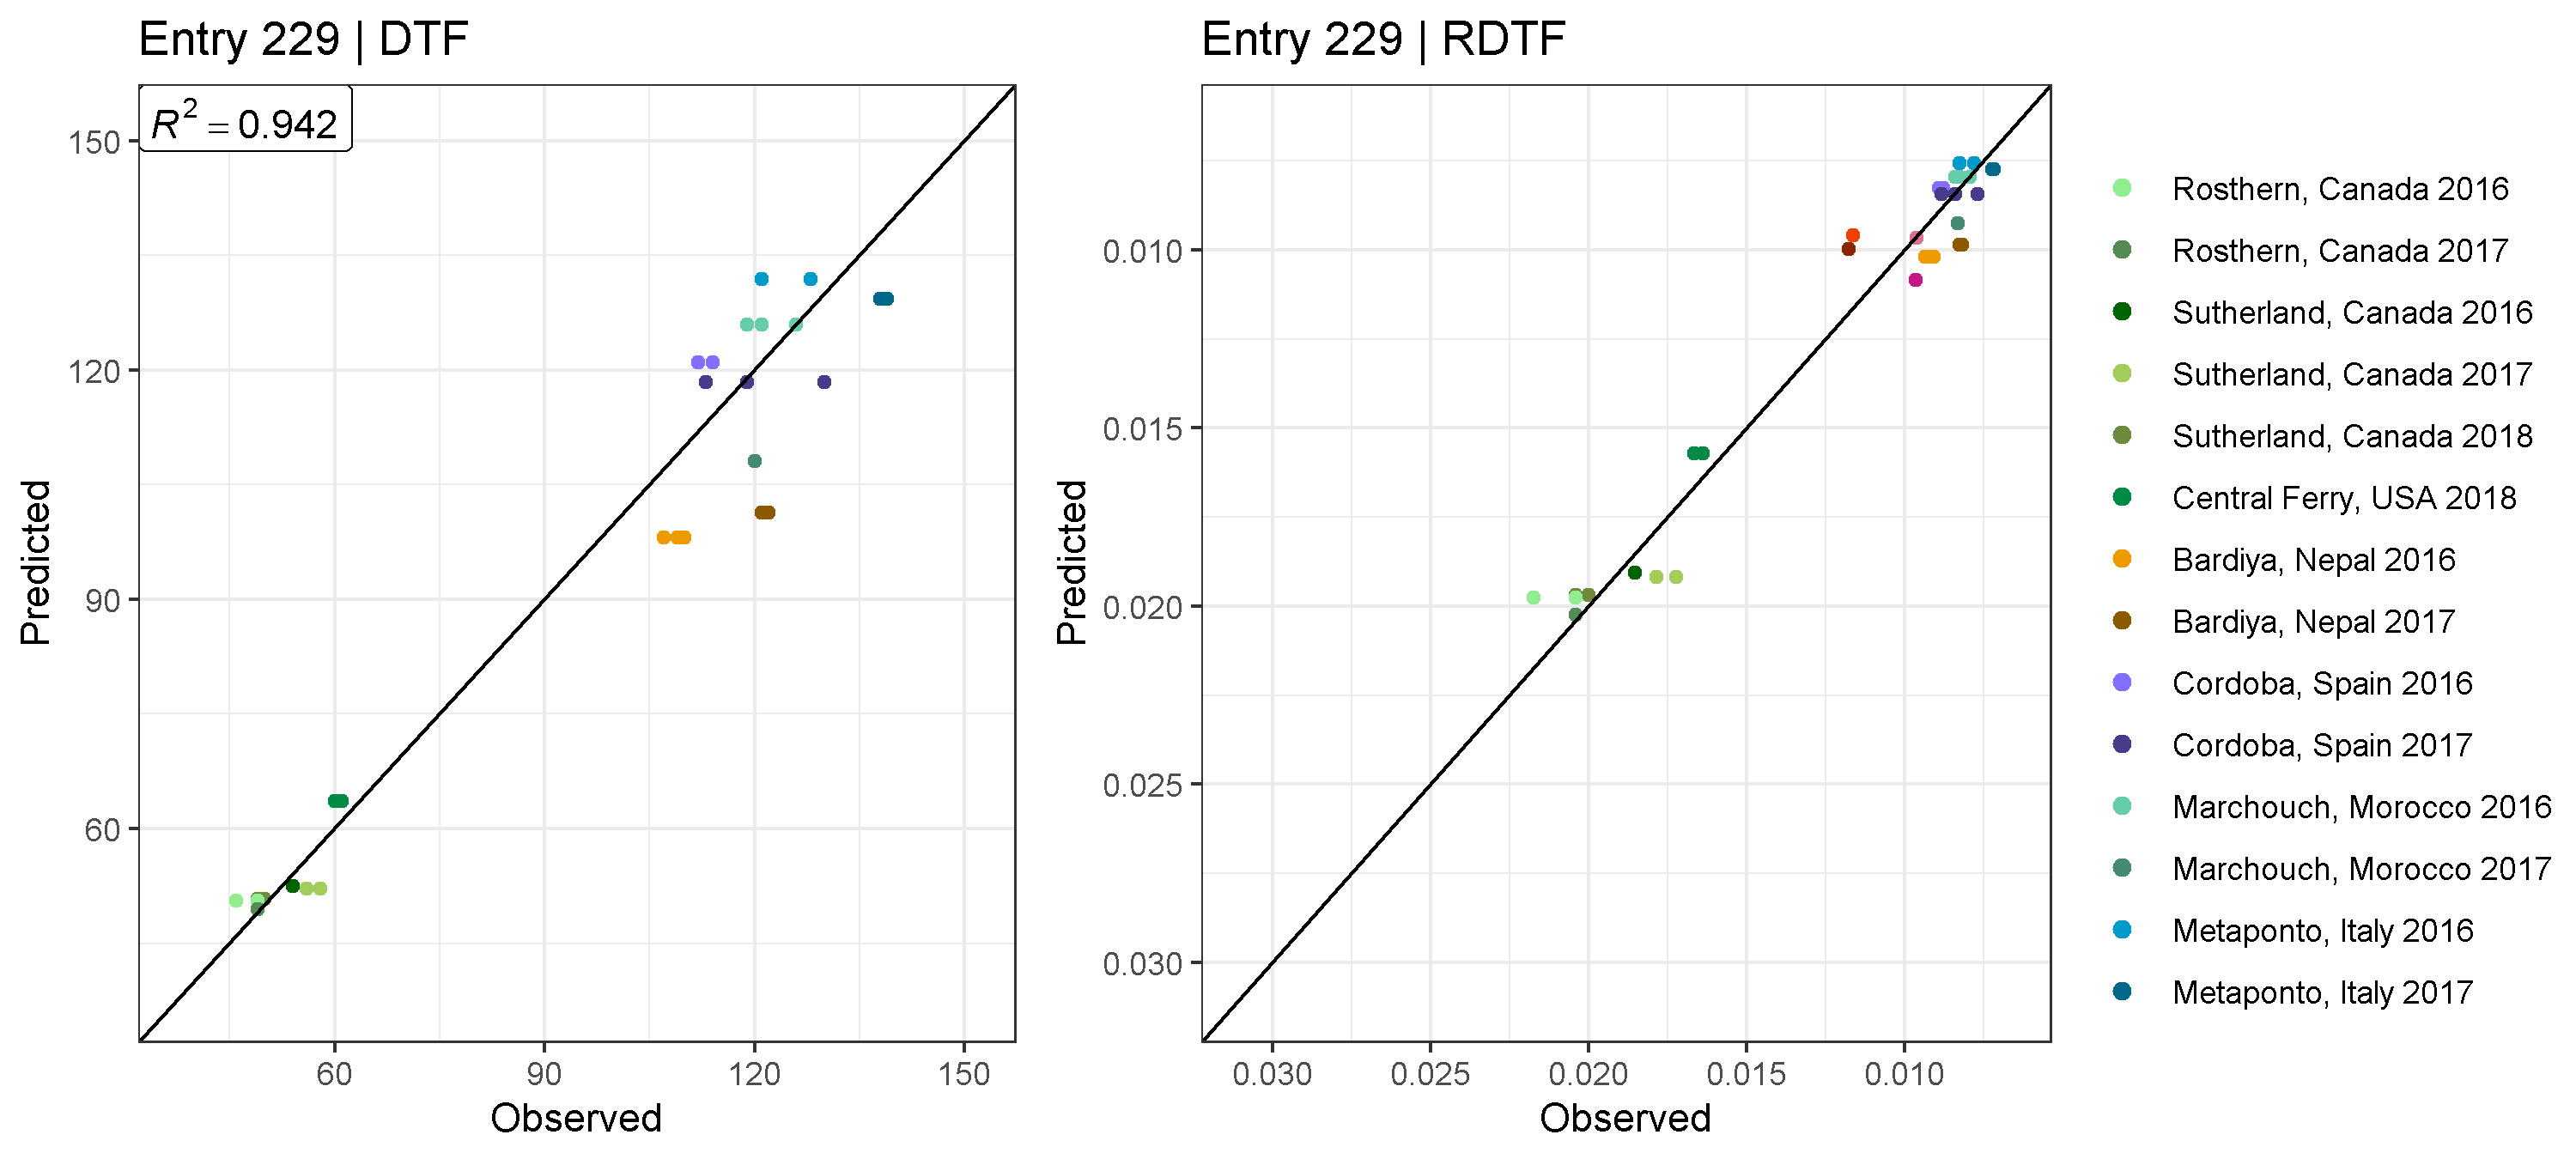 Entry 229 | DTF
R² = 0.942
150
120
90
60
Predicted
60 90 120 150
Observed
Entry 229 | RDTF
0.010
0.015
0.020
0.025
0.030
Predicted
0.030 0.025 0.020 0.015 0.010
Observed
Rosthern, Canada 2016
Rosthern, Canada 2017
Sutherland, Canada 2016
Sutherland, Canada 2017
Sutherland, Canada 2018
Central Ferry, USA 2018
Bardiya, Nepal 2016
Bardiya, Nepal 2017
Cordoba, Spain 2016
Cordoba, Spain 2017
Marchouch, Morocco 2016
Marchouch, Morocco 2017
Metaponto, Italy 2016
Metaponto, Italy 2017